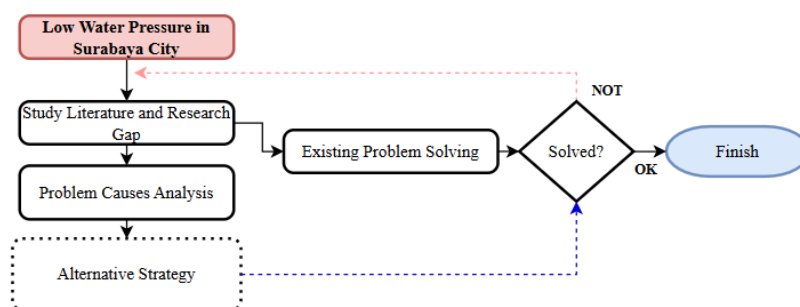 Low Water Pressure in
Surabaya City
NOT
Study Literature and Research
Gap
Existing Problem Solving
Solved?
Finish
OK
Problem Causes Analysis
Alternative Strategy